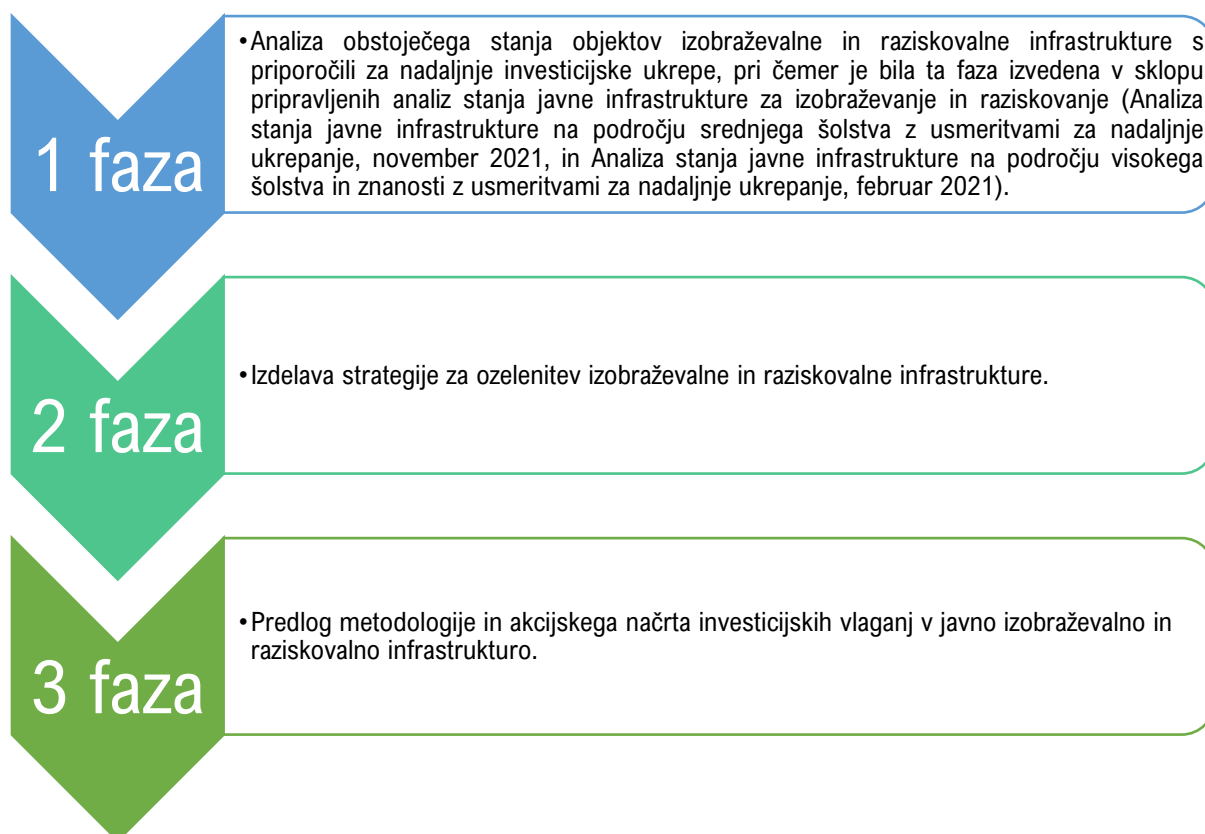 1 faza
•Analiza obstoječega stanja objektov izobraževalne in raziskovalne infrastrukture s
priporočili za nadaljnje investicijske ukrepe, pri čemer je bila ta faza izvedena v sklopu
pripravljenih analiz stanja javne infrastrukture za izobraževanje in raziskovanje (Analiza
stanja javne infrastrukture na področju srednjega šolstva z usmeritvami za nadaljnje
ukrepanje, november 2021, in Analiza stanja javne infrastrukture na področju visokega
šolstva in znanosti z usmeritvami za nadaljnje ukrepanje, februar 2021).
2 faza
•Izdelava strategije za ozelenitev izobraževalne in raziskovalne infrastrukture.
3 faza
•Predlog metodologije in akcijskega načrta investicijskih vlaganj v javno izobraževalno in
raziskovalno infrastrukturo.